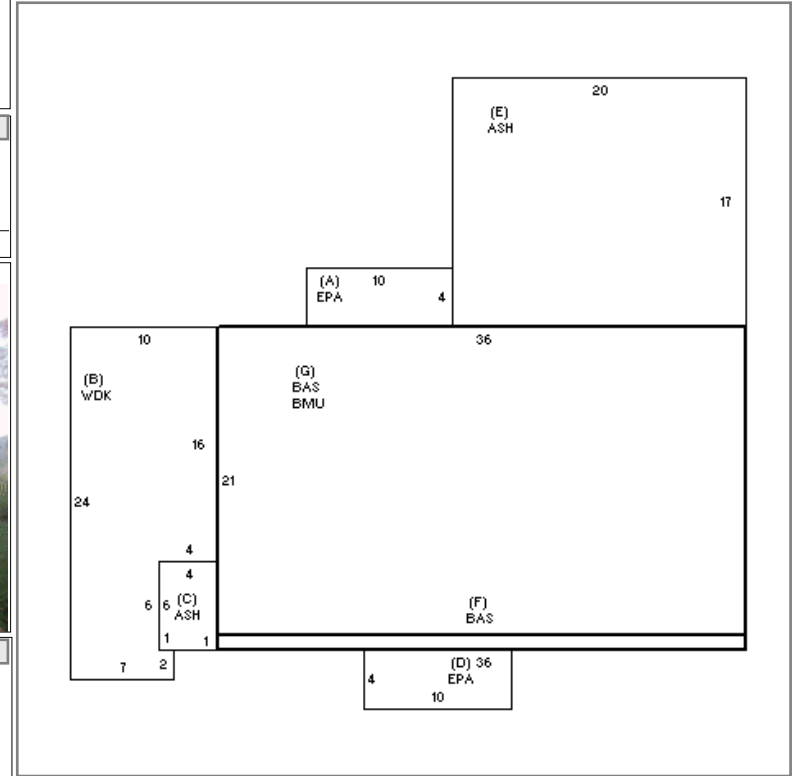 20
(E)
ASH
17
(A) 10
EPA 4
10
36
(B)
WDK
(G)
BAS
BMU
16
21
24
4
4
6 6 (C)
ASH
(F)
BAS
1 1
7 2
(D) 36
4 EPA
10